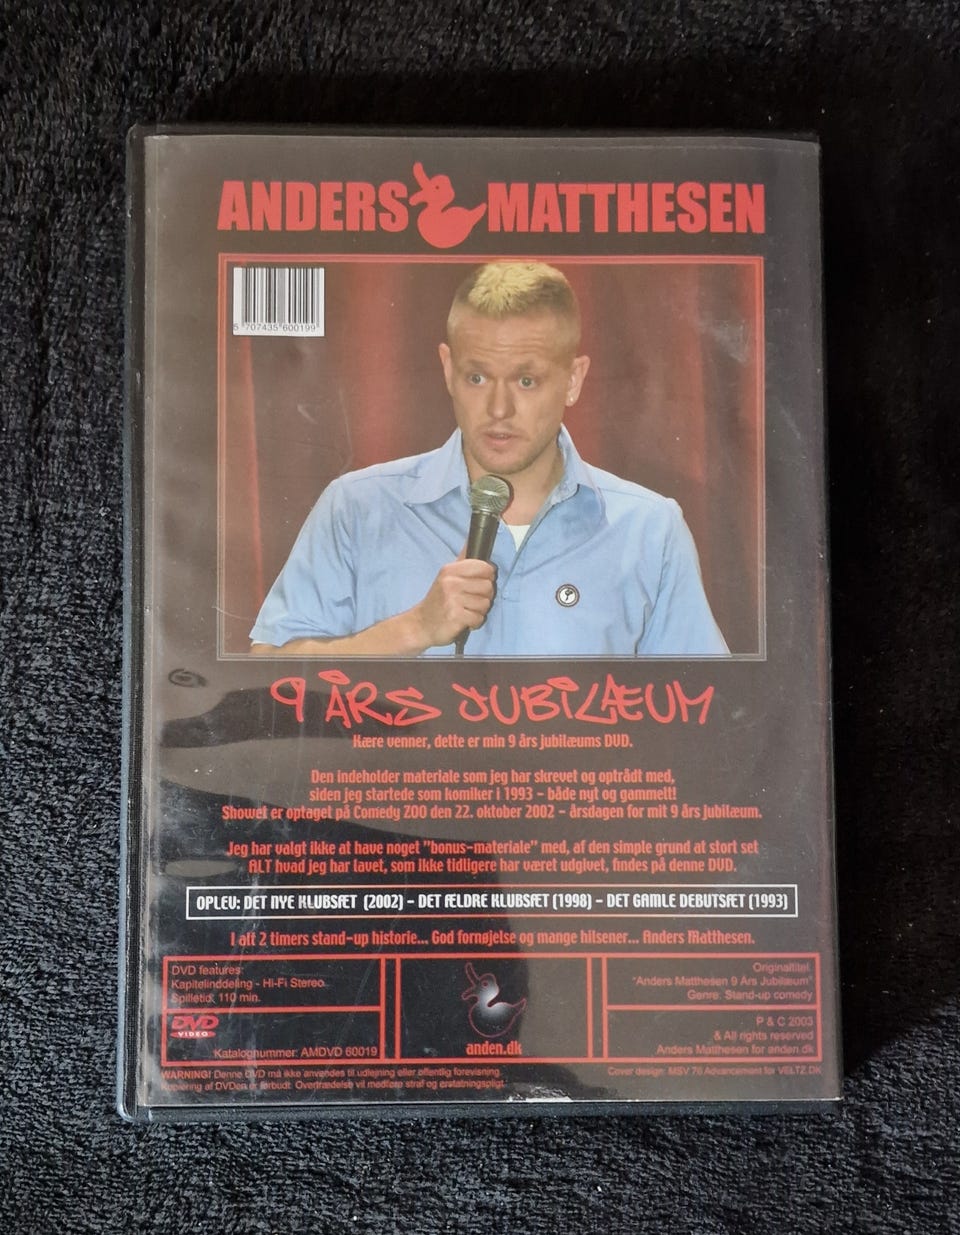 ANDERS MATTHESEN
5 707435 600199
9 ÅRS JUBILÆUM
Kære venner, dette er min 9 års jubilæums DVD.
Den indeholder materiale som jeg har skrevet og optrådt med,
siden jeg startede som komiker i 1993 – både nyt og gammelt!
Showet er optaget på Comedy ZOO den 22. oktober 2002 – årsdagen for mit 9 års jubilæum.
Jeg har valgt ikke at have noget "bonus-materiale" med, af den simple grund at stort set
ALT hvad jeg har lavet, som ikke tidligere har været udgivet, findes på denne DVD.
OPLEV: DET NYE KLUBSÆT (2002) – DET ÆLDRE KLUBSÆT (1998) – DET GAMLE DEBUTSÆT (1993)
I alt 2 timers stand-up historie... God fornøjelse og mange hilsener... Anders Matthesen.
DVD features:
Kapitelinddeling - Hi-Fi Stereo
Spilletid: 110 min.
DVD
VIDEO
Katalognummer: AMDVD 60019
anden.dk
Originaltitel:
"Anders Matthesen 9 Års Jubilæum"
Genre: Stand-up comedy
P & C 2003
& All rights reserved
Anders Matthesen for anden.dk
WARNING! Denne DVD må ikke anvendes til udlejning eller offentlig forevisning.
Kopiering af DVDen er forbudt. Overtrædelse vil medføre straf og erstatningspligt.
Cover design: MSV 76 Advancement for VELTZ.DK